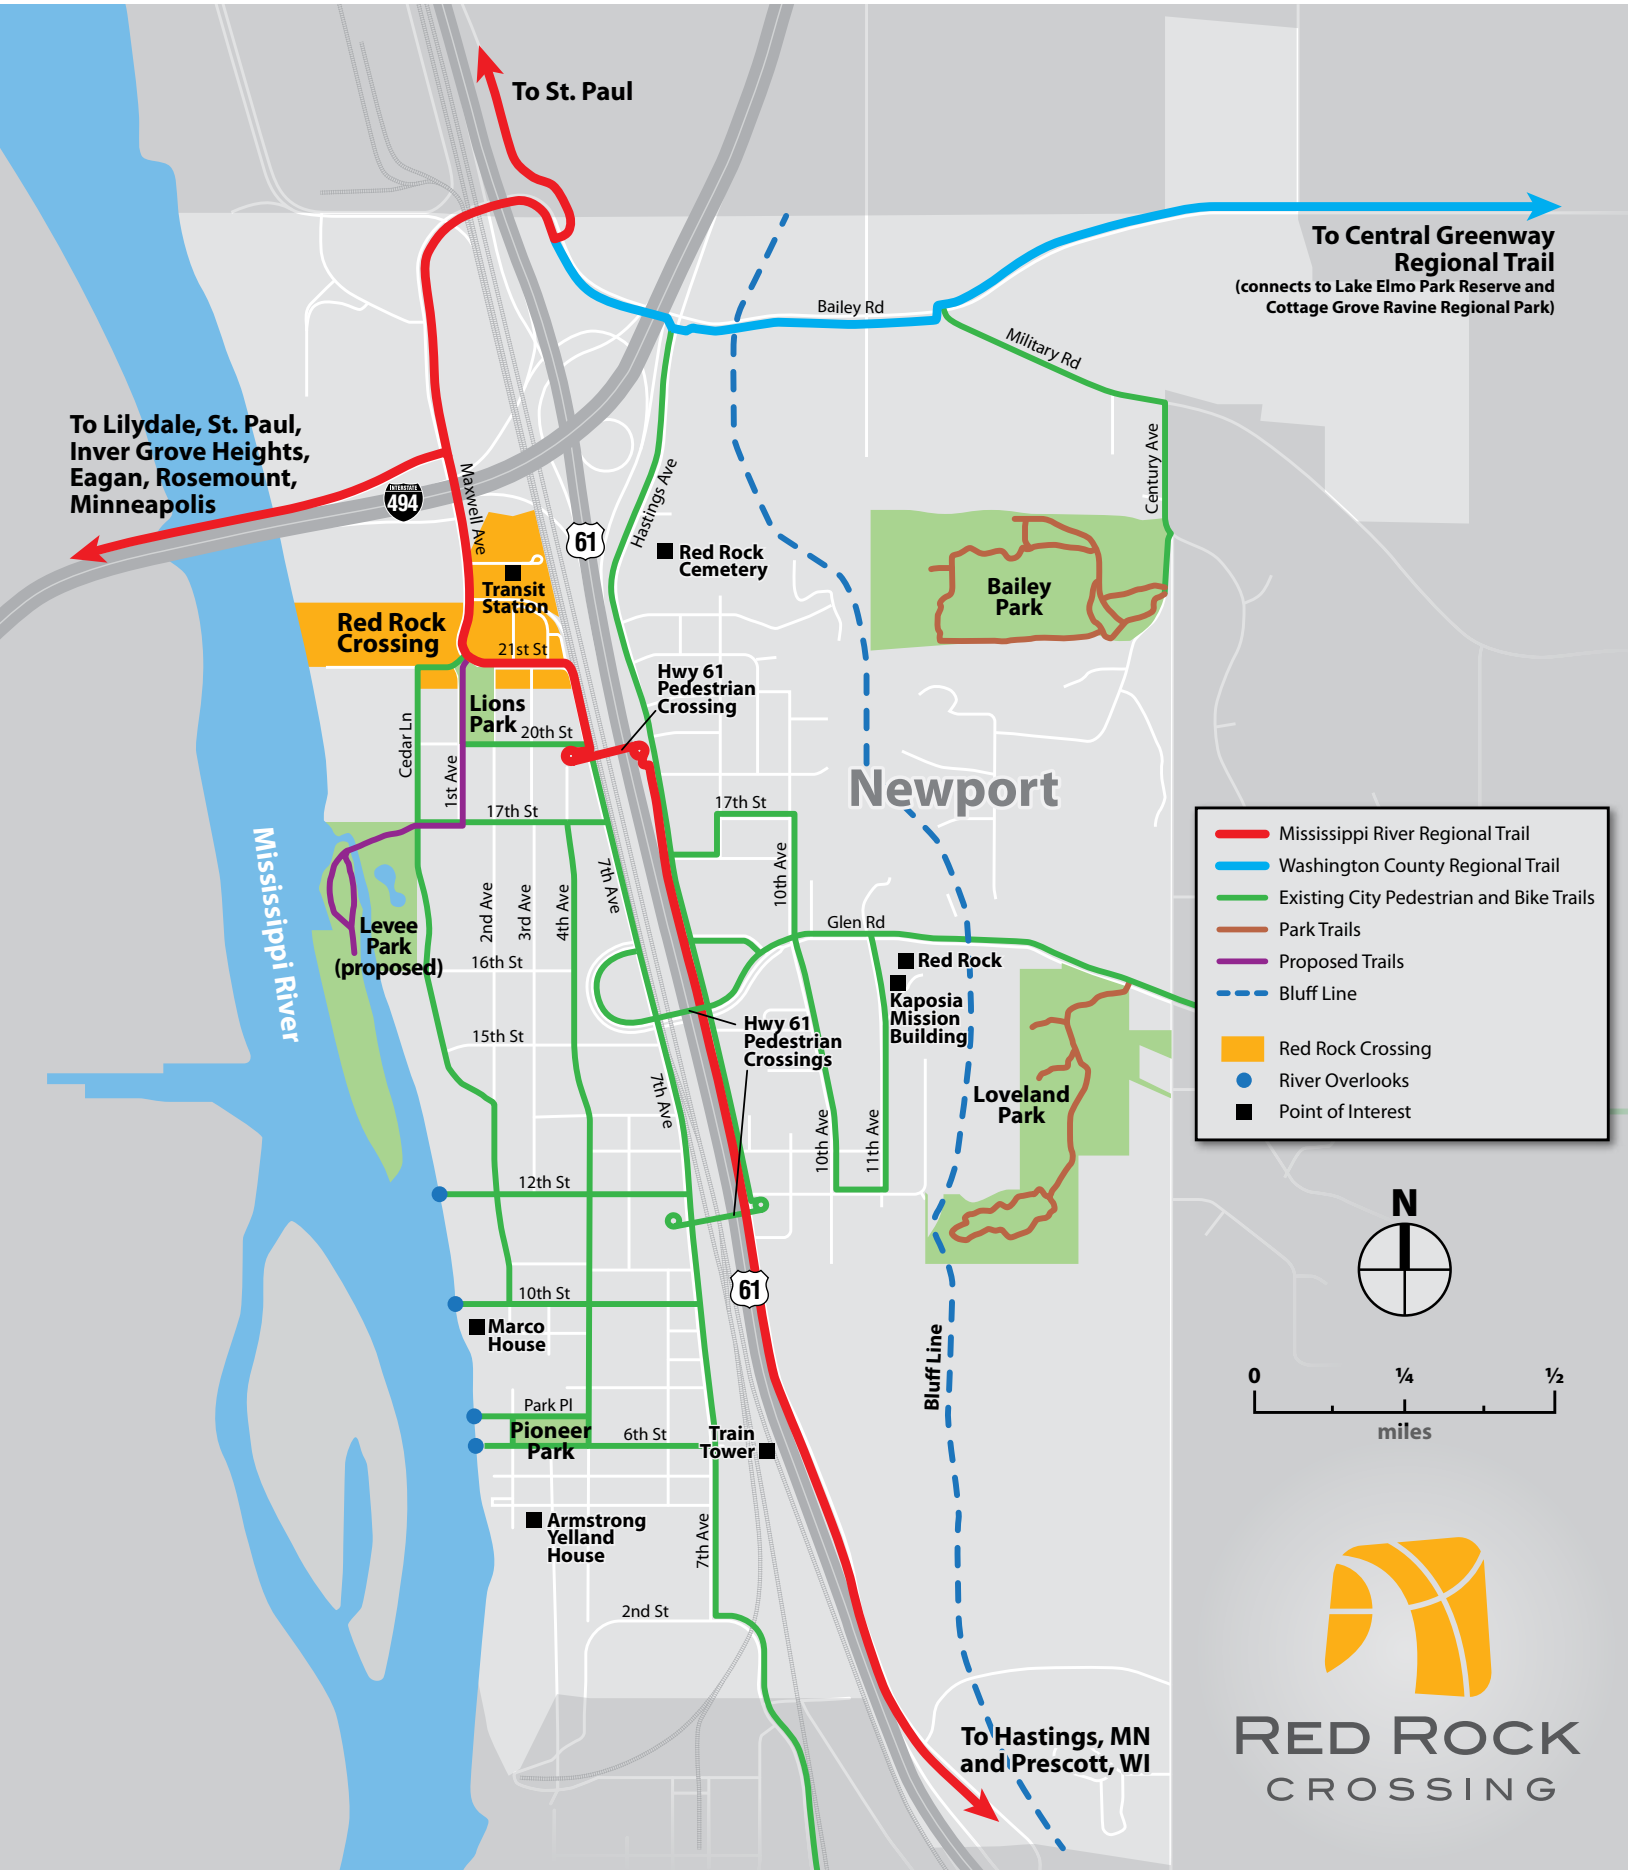 To St. Paul
To Central Greenway
Regional Trail
(connects to Lake Elmo Park Reserve and
Cottage Grove Ravine Regional Park)
Bailey Rd
Military Rd
Century Ave
To Lilydale, St. Paul,
Inver Grove Heights,
Eagan, Rosemount,
Minneapolis
INTERSTATE
494
Maxwell Ave
61
Hastings Ave
Red Rock
Cemetery
Transit
Station
Bailey
Park
Red Rock
Crossing
21st St
Hwy 61
Pedestrian
Crossing
Lions
Park
20th St
Cedar Ln
1st Ave
Newport
17th St
17th St
Mississippi River
7th Ave
10th Ave
2nd Ave
3rd Ave
4th Ave
Glen Rd
Levee
Park
(proposed)
16th St
Red Rock
Kaposia
Mission
Building
Hwy 61
Pedestrian
Crossings
15th St
7th Ave
Loveland
Park
10th Ave
11th Ave
12th St
61
10th St
Marco
House
Bluff Line
Park Pl
Pioneer
Park
6th St
Train
Tower
Armstrong
Yelland
House
7th Ave
2nd St
To Hastings, MN
and Prescott, WI
Mississippi River Regional Trail
Washington County Regional Trail
Existing City Pedestrian and Bike Trails
Park Trails
Proposed Trails
Bluff Line
Red Rock Crossing
River Overlooks
Point of Interest
N
0 ¼ ½
miles
RED ROCK
CROSSING